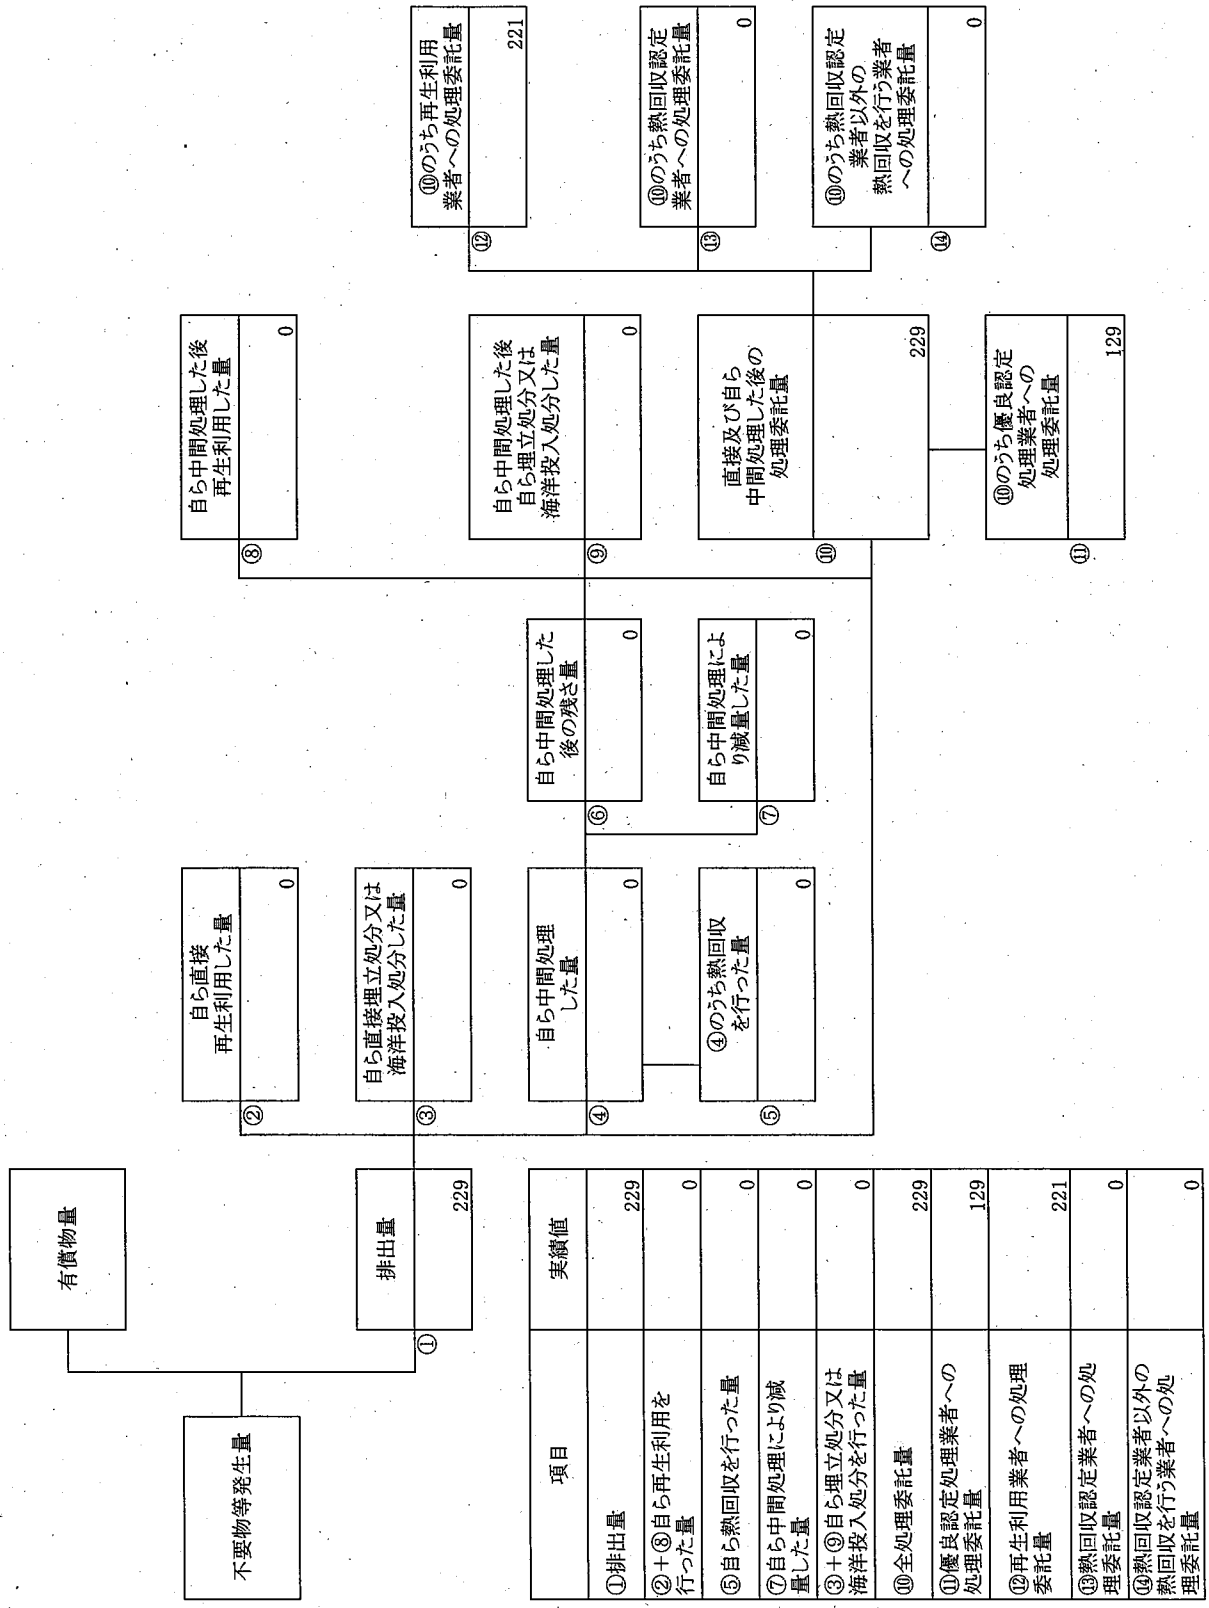 不要物等発生量
有償物量
①
排出量
229
②
自ら直接
再生利用した量
0
③
自ら直接埋立処分又は
海洋投入処分した量
0
④
自ら中間処理
した量
0
⑤
④のうち熱回収
を行った量
0
⑥
自ら中間処理した
後の残さ量
0
⑦
自ら中間処理によ
り減量した量
0
⑧
自ら中間処理した後
再生利用した量
0
⑨
自ら中間処理した後
自ら埋立処分又は
海洋投入処分した量
0
⑩
直接及び自ら
中間処理した後の
処理委託量
229
⑪
⑩のうち優良認定
処理業者への
処理委託量
129
⑫
⑩のうち再生利用
業者への処理委託量
221
⑬
⑩のうち熱回収認定
業者への処理委託量
0
⑭
⑩のうち熱回収認定
業者以外の
熱回収を行う業者
への処理委託量
0
項目 実績値
①排出量 229
②+⑧自ら再生利用を
行った量 0
⑤自ら熱回収を行った量 0
⑦自ら中間処理により減
量した量 0
③+⑨自ら埋立処分又は
海洋投入処分を行った量 0
⑩全処理委託量 229
⑪優良認定処理業者への
処理委託量 129
⑫再生利用業者への処理
委託量 221
⑬熱回収認定業者への処
理委託量 0
⑭熱回収認定業者以外の
熱回収を行う業者への処
理委託量 0